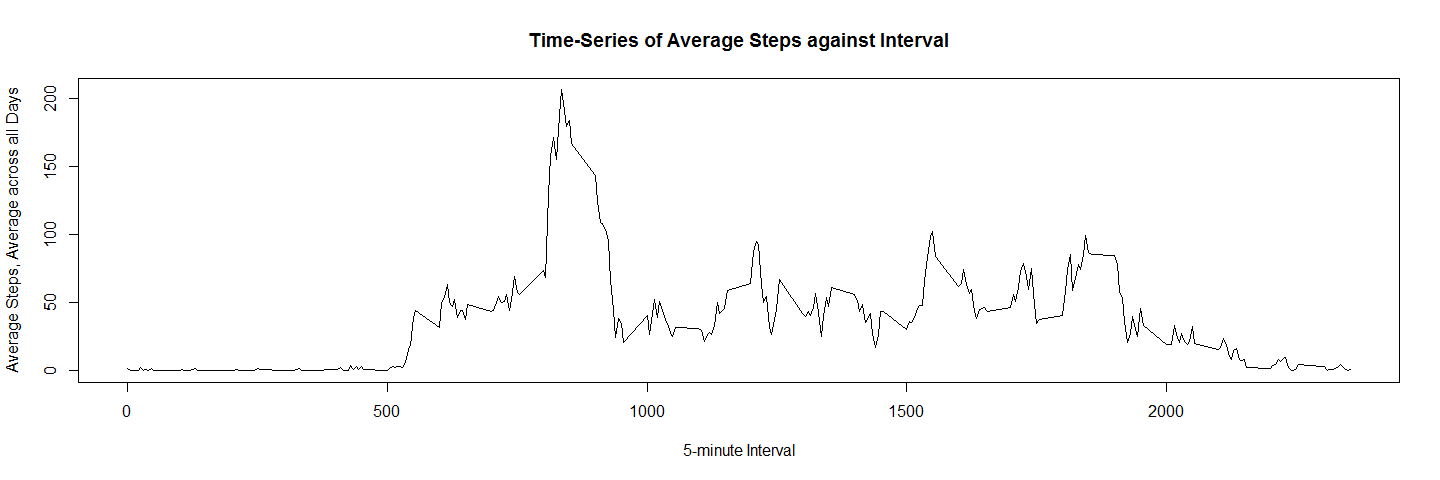 Time-Series of Average Steps against Interval
Average Steps, Average across all Days
200
150
100
50
0
0 500 1000 1500 2000
5-minute Interval